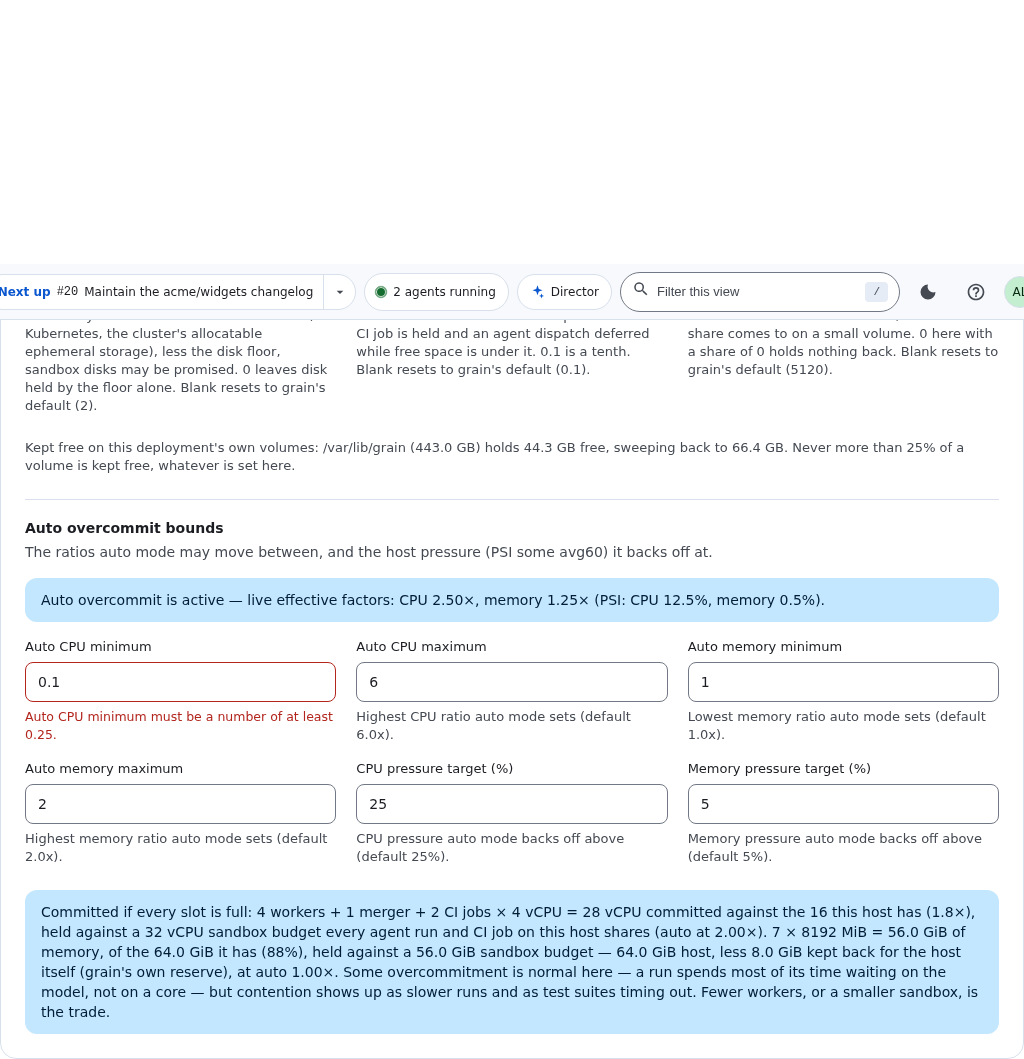 Next up #20 Maintain the acme/widgets changelog
2 agents running
Director
Filter this view
/
AL
Kubernetes, the cluster's allocatable
ephemeral storage), less the disk floor,
sandbox disks may be promised. 0 leaves disk
held by the floor alone. Blank resets to grain's
default (2).
CI job is held and an agent dispatch deferred
while free space is under it. 0.1 is a tenth.
Blank resets to grain's default (0.1).
share comes to on a small volume. 0 here with
a share of 0 holds nothing back. Blank resets to
grain's default (5120).
Kept free on this deployment's own volumes: /var/lib/grain (443.0 GB) holds 44.3 GB free, sweeping back to 66.4 GB. Never more than 25% of a
volume is kept free, whatever is set here.
Auto overcommit bounds
The ratios auto mode may move between, and the host pressure (PSI some avg60) it backs off at.
Auto overcommit is active — live effective factors: CPU 2.50×, memory 1.25× (PSI: CPU 12.5%, memory 0.5%).
Auto CPU minimum
0.1
Auto CPU minimum must be a number of at least
0.25.
Auto CPU maximum
6
Highest CPU ratio auto mode sets (default
6.0x).
Auto memory minimum
1
Lowest memory ratio auto mode sets (default
1.0x).
Auto memory maximum
2
Highest memory ratio auto mode sets (default
2.0x).
CPU pressure target (%)
25
CPU pressure auto mode backs off above
(default 25%).
Memory pressure target (%)
5
Memory pressure auto mode backs off above
(default 5%).
Committed if every slot is full: 4 workers + 1 merger + 2 CI jobs × 4 vCPU = 28 vCPU committed against the 16 this host has (1.8×),
held against a 32 vCPU sandbox budget every agent run and CI job on this host shares (auto at 2.00×). 7 × 8192 MiB = 56.0 GiB of
memory, of the 64.0 GiB it has (88%), held against a 56.0 GiB sandbox budget — 64.0 GiB host, less 8.0 GiB kept back for the host
itself (grain's own reserve), at auto 1.00×. Some overcommitment is normal here — a run spends most of its time waiting on the
model, not on a core — but contention shows up as slower runs and as test suites timing out. Fewer workers, or a smaller sandbox, is
the trade.